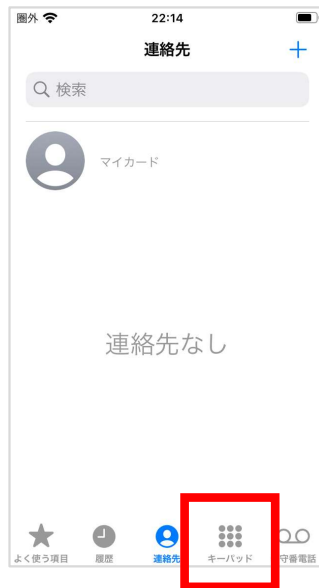 圏外 22:14
連絡先
検索
マイカード
連絡先なし
よく使う項目 履歴 連絡先 キーパッド 守番電話